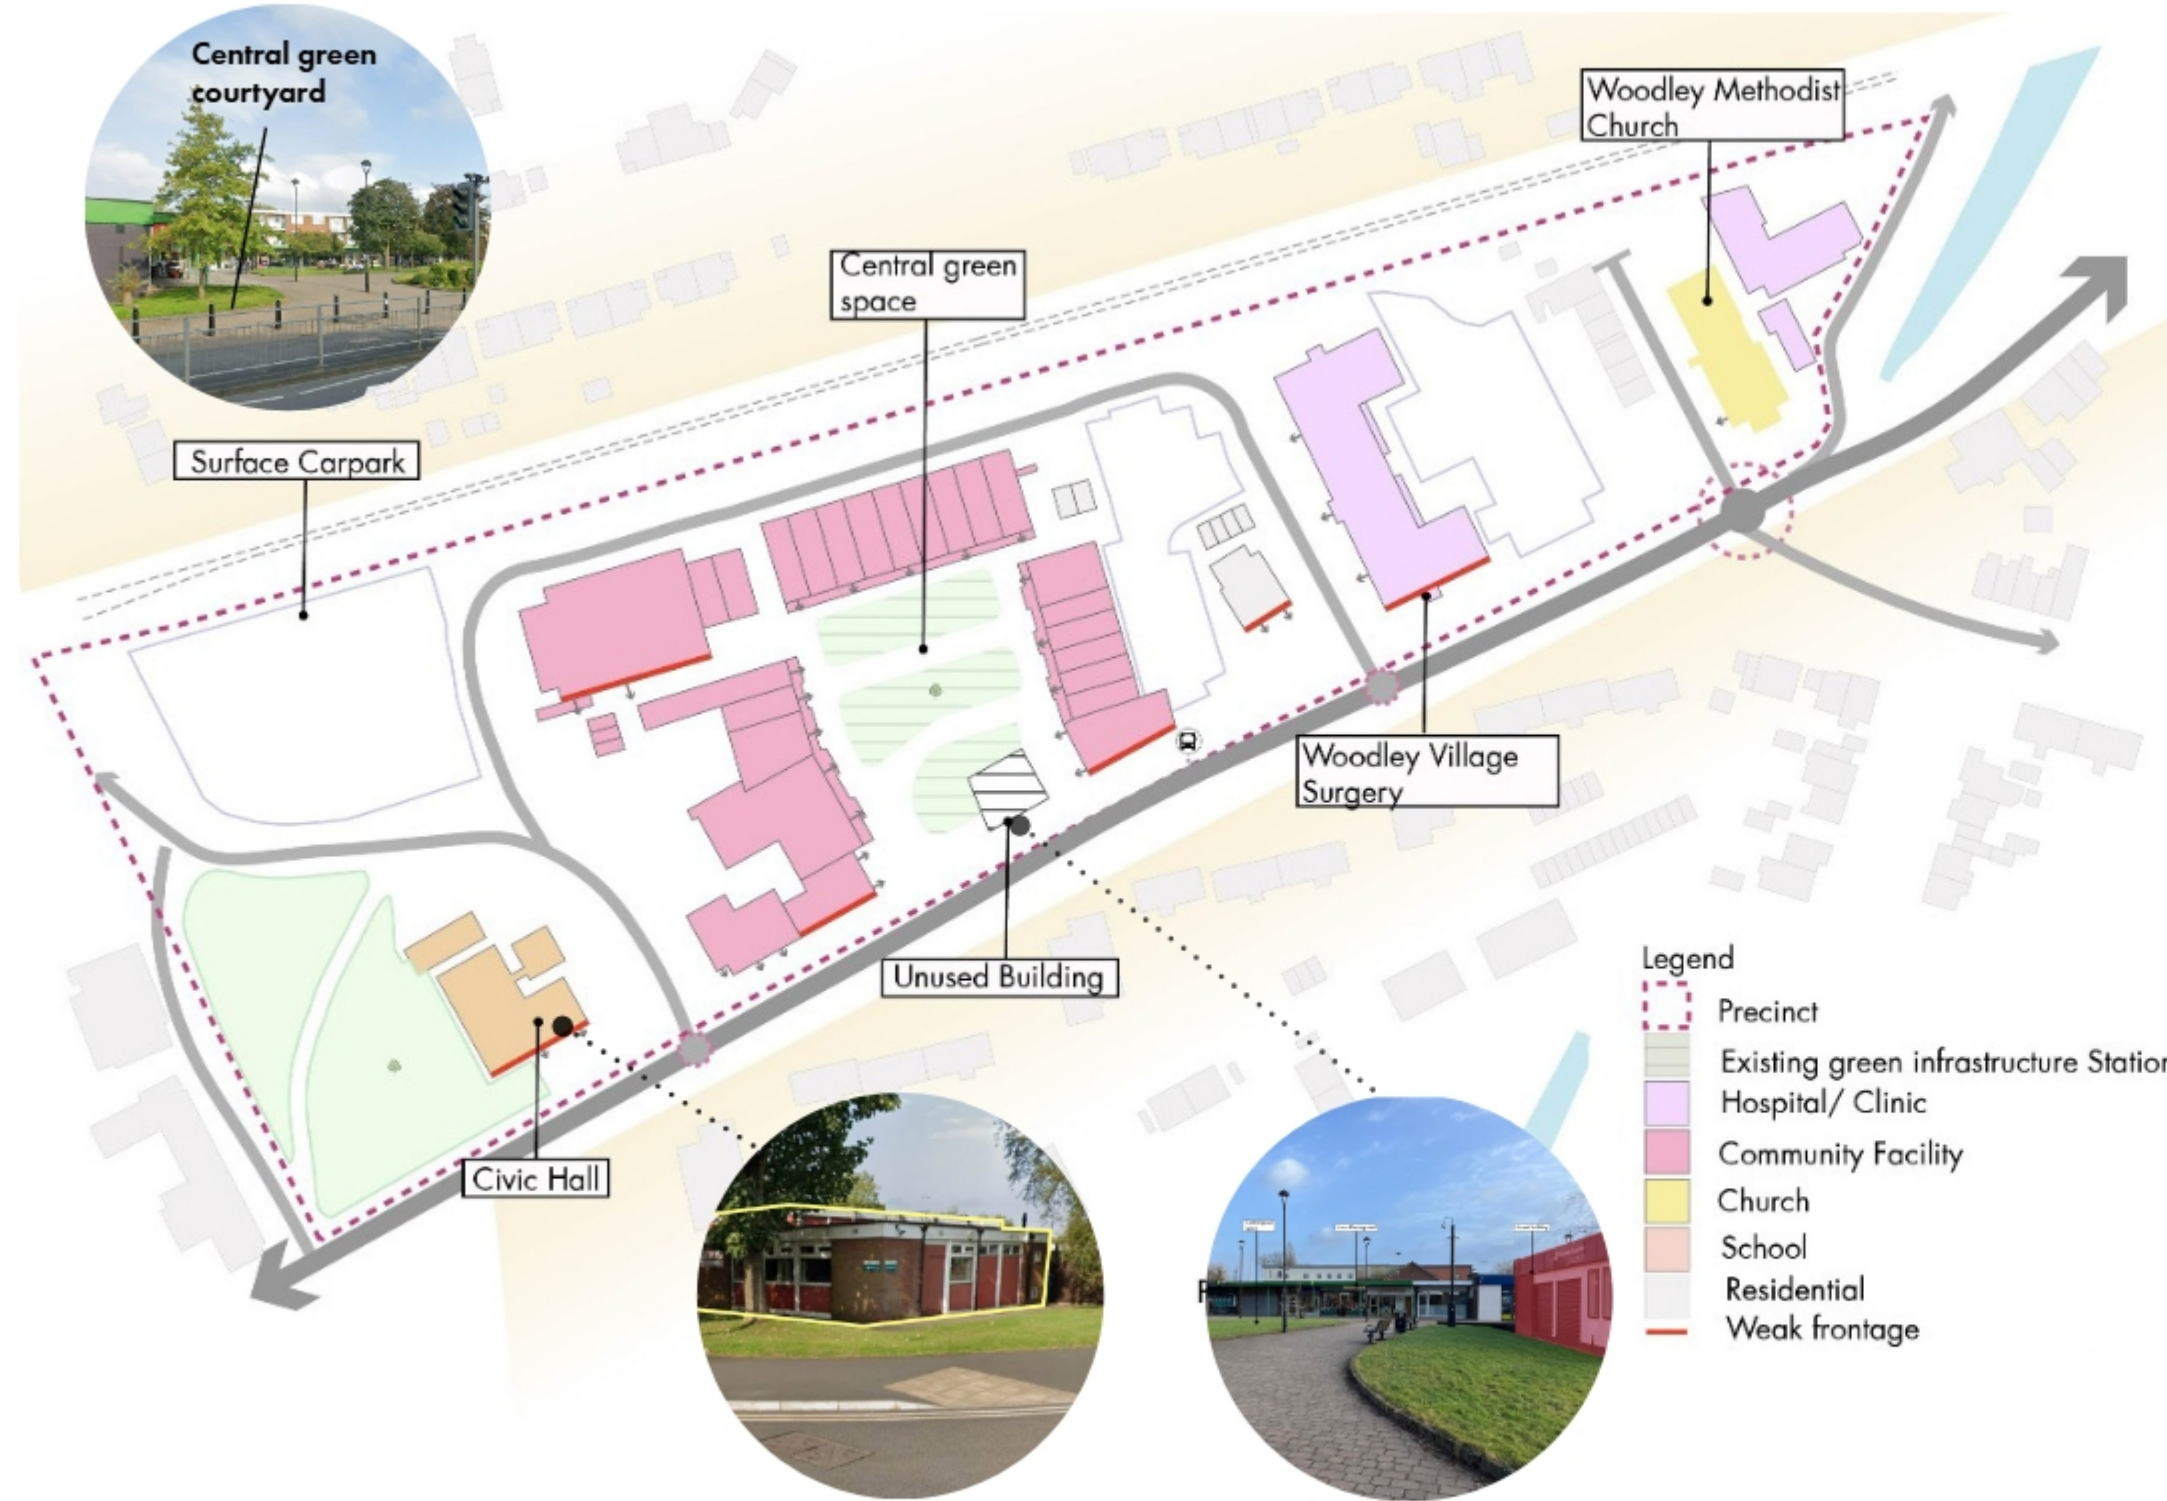 Central green
courtyard
Woodley Methodist
Church
Central green
space
Surface Carpark
Woodley Village
Surgery
Unused Building
Civic Hall
Legend
Precinct
Existing green infrastructure Station
Hospital/ Clinic
Community Facility
Church
School
Residential
Weak frontage